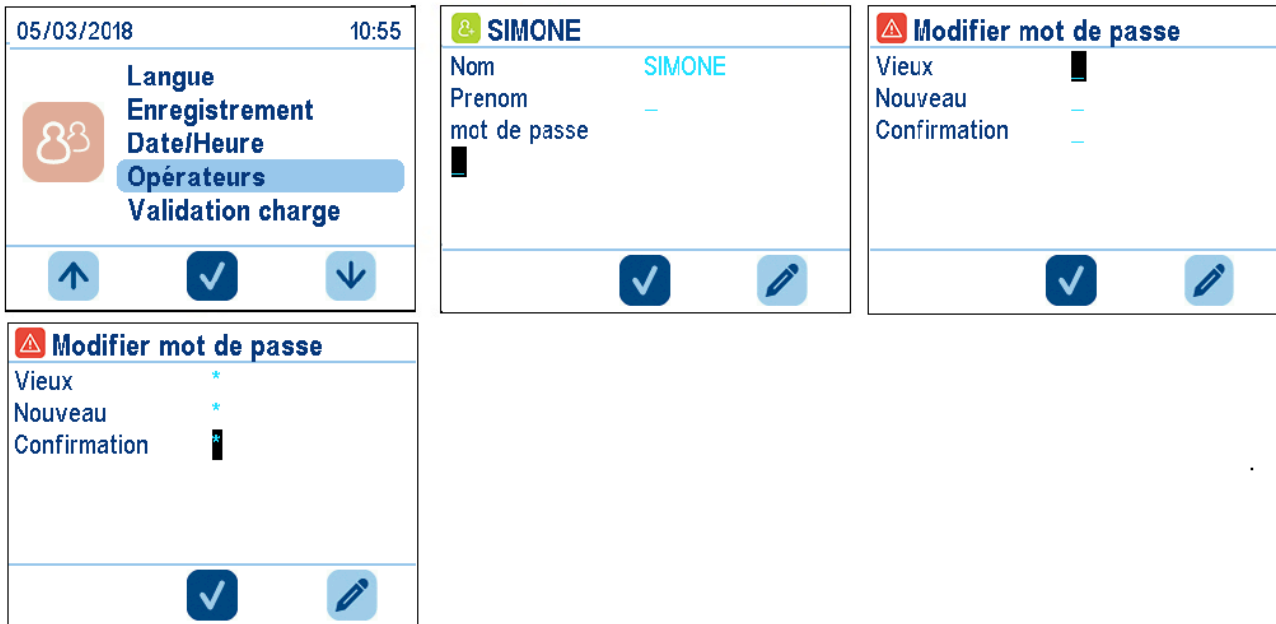 05/03/2018 10:55
Langue
Enregistrement
Date/Heure
Opérateurs
Validation charge
SIMONE
Nom SIMONE
Prenom _
mot de passe
_
Modifier mot de passe
Vieux _
Nouveau _
Confirmation _
Modifier mot de passe
Vieux *
Nouveau *
Confirmation *
.